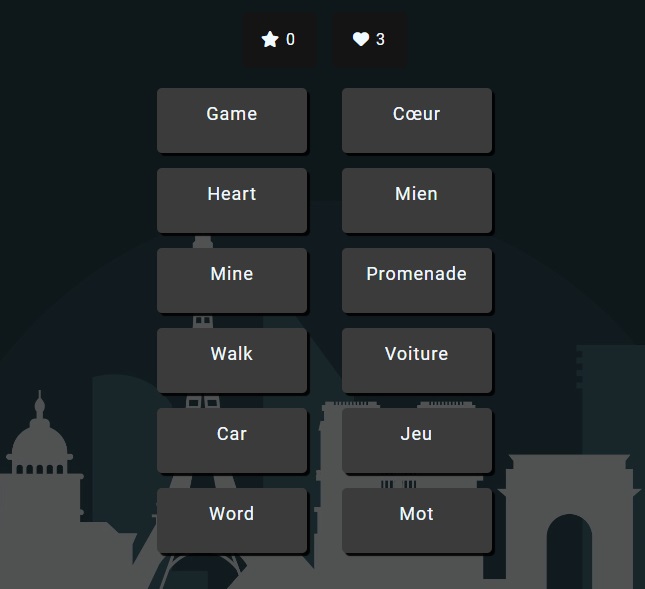 0 3
Game Cœur
Heart Mien
Mine Promenade
Walk Voiture
Car Jeu
Word Mot